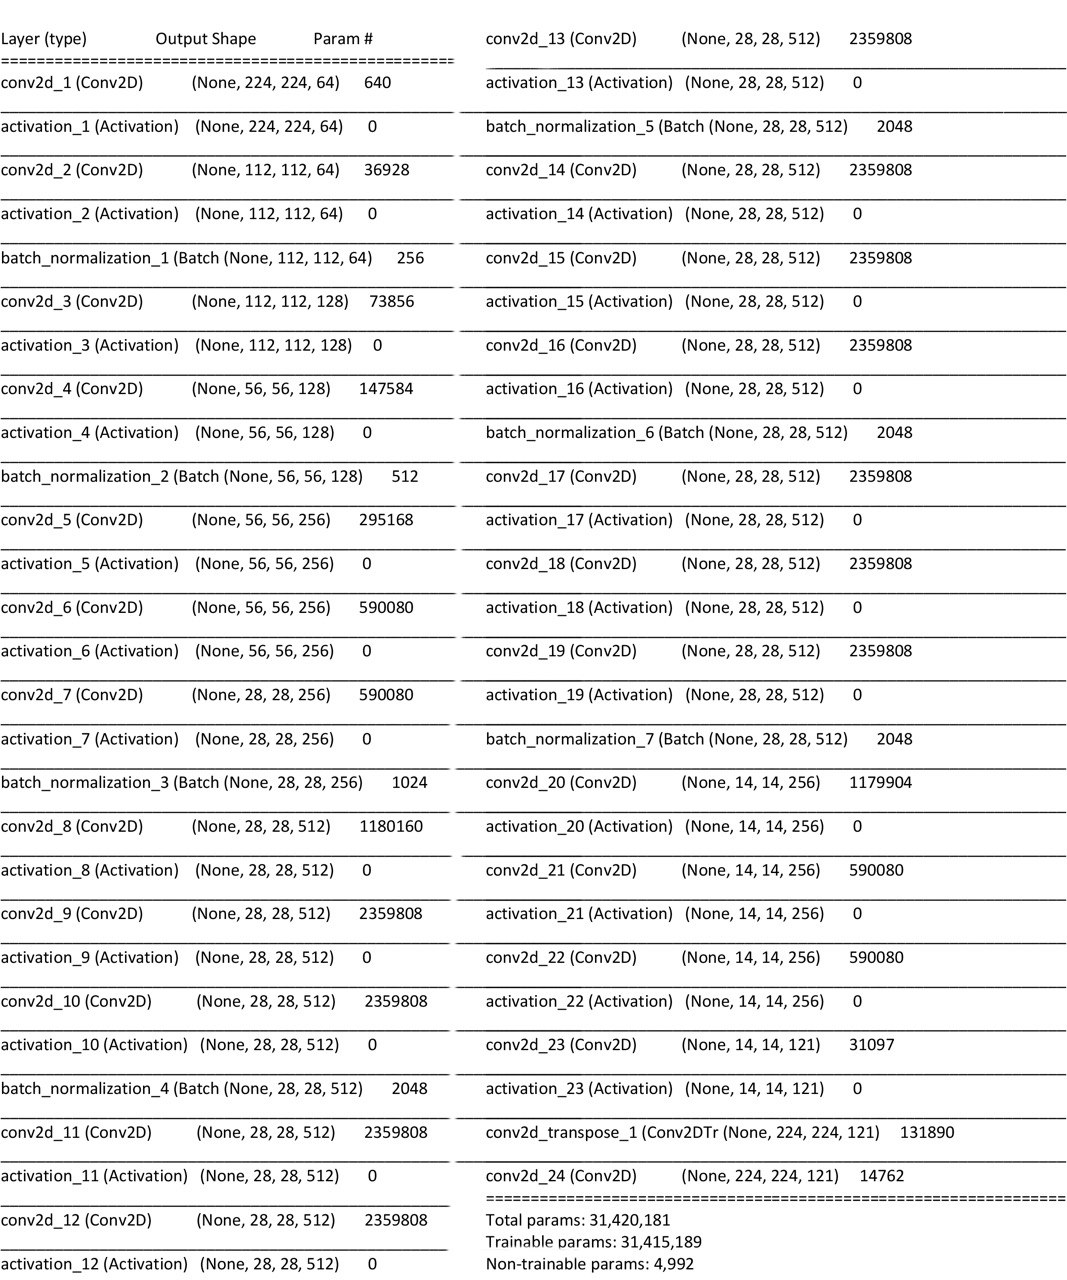 Layer (type) Output Shape Param #
=================================================
conv2d_1 (Conv2D) (None, 224, 224, 64) 640
activation_1 (Activation) (None, 224, 224, 64) 0
conv2d_2 (Conv2D) (None, 112, 112, 64) 36928
activation_2 (Activation) (None, 112, 112, 64) 0
batch_normalization_1 (Batch (None, 112, 112, 64) 256
conv2d_3 (Conv2D) (None, 112, 112, 128) 73856
activation_3 (Activation) (None, 112, 112, 128) 0
conv2d_4 (Conv2D) (None, 56, 56, 128) 147584
activation_4 (Activation) (None, 56, 56, 128) 0
batch_normalization_2 (Batch (None, 56, 56, 128) 512
conv2d_5 (Conv2D) (None, 56, 56, 256) 295168
activation_5 (Activation) (None, 56, 56, 256) 0
conv2d_6 (Conv2D) (None, 56, 56, 256) 590080
activation_6 (Activation) (None, 56, 56, 256) 0
conv2d_7 (Conv2D) (None, 28, 28, 256) 590080
activation_7 (Activation) (None, 28, 28, 256) 0
batch_normalization_3 (Batch (None, 28, 28, 256) 1024
conv2d_8 (Conv2D) (None, 28, 28, 512) 1180160
activation_8 (Activation) (None, 28, 28, 512) 0
conv2d_9 (Conv2D) (None, 28, 28, 512) 2359808
activation_9 (Activation) (None, 28, 28, 512) 0
conv2d_10 (Conv2D) (None, 28, 28, 512) 2359808
activation_10 (Activation) (None, 28, 28, 512) 0
batch_normalization_4 (Batch (None, 28, 28, 512) 2048
conv2d_11 (Conv2D) (None, 28, 28, 512) 2359808
activation_11 (Activation) (None, 28, 28, 512) 0
conv2d_12 (Conv2D) (None, 28, 28, 512) 2359808
activation_12 (Activation) (None, 28, 28, 512) 0
conv2d_13 (Conv2D) (None, 28, 28, 512) 2359808
activation_13 (Activation) (None, 28, 28, 512) 0
batch_normalization_5 (Batch (None, 28, 28, 512) 2048
conv2d_14 (Conv2D) (None, 28, 28, 512) 2359808
activation_14 (Activation) (None, 28, 28, 512) 0
conv2d_15 (Conv2D) (None, 28, 28, 512) 2359808
activation_15 (Activation) (None, 28, 28, 512) 0
conv2d_16 (Conv2D) (None, 28, 28, 512) 2359808
activation_16 (Activation) (None, 28, 28, 512) 0
batch_normalization_6 (Batch (None, 28, 28, 512) 2048
conv2d_17 (Conv2D) (None, 28, 28, 512) 2359808
activation_17 (Activation) (None, 28, 28, 512) 0
conv2d_18 (Conv2D) (None, 28, 28, 512) 2359808
activation_18 (Activation) (None, 28, 28, 512) 0
conv2d_19 (Conv2D) (None, 28, 28, 512) 2359808
activation_19 (Activation) (None, 28, 28, 512) 0
batch_normalization_7 (Batch (None, 28, 28, 512) 2048
conv2d_20 (Conv2D) (None, 14, 14, 256) 1179904
activation_20 (Activation) (None, 14, 14, 256) 0
conv2d_21 (Conv2D) (None, 14, 14, 256) 590080
activation_21 (Activation) (None, 14, 14, 256) 0
conv2d_22 (Conv2D) (None, 14, 14, 256) 590080
activation_22 (Activation) (None, 14, 14, 256) 0
conv2d_23 (Conv2D) (None, 14, 14, 121) 31097
activation_23 (Activation) (None, 14, 14, 121) 0
conv2d_transpose_1 (Conv2DTr (None, 224, 224, 121) 131890
conv2d_24 (Conv2D) (None, 224, 224, 121) 14762
=================================================================
Total params: 31,420,181
Trainable params: 31,415,189
Non-trainable params: 4,992